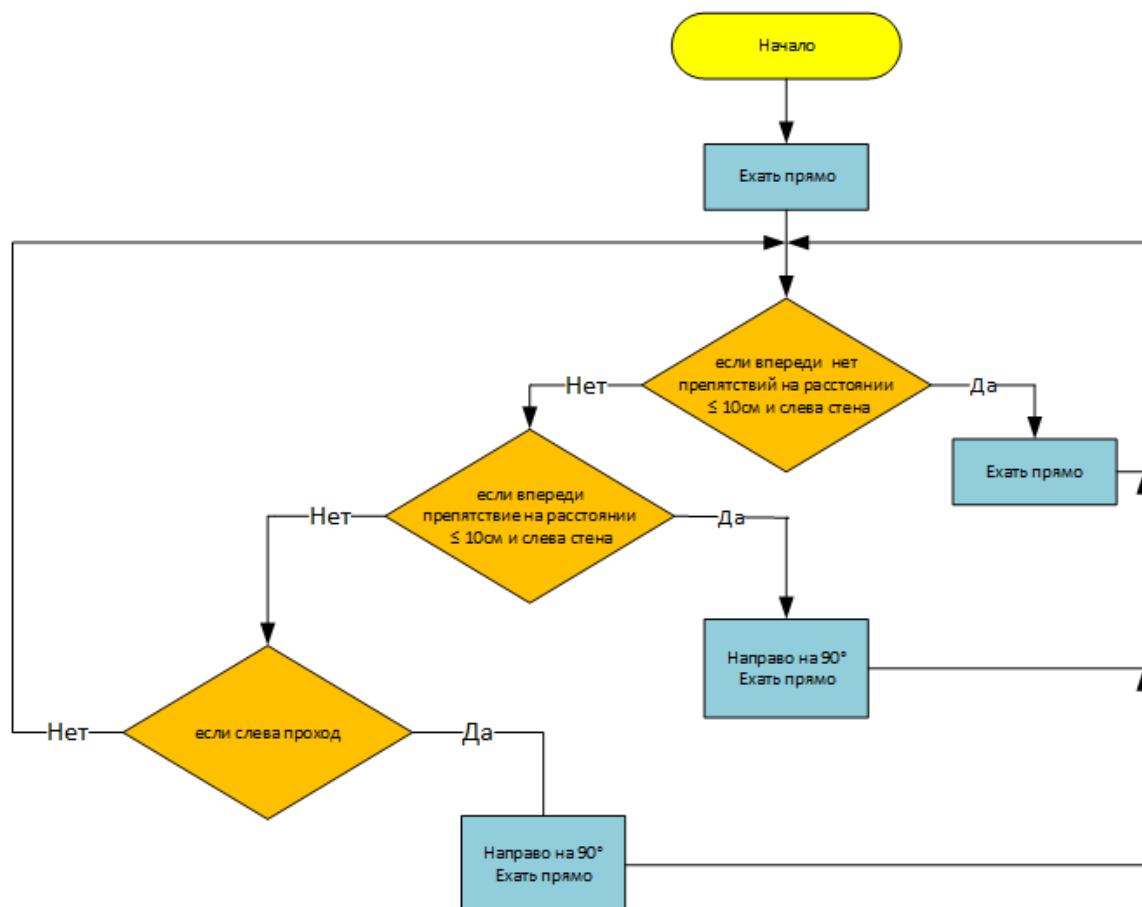 Начало
Ехать прямо
если впереди нет
препятствий на расстоянии
≤ 10см и слева стена
Нет
Да
Ехать прямо
если впереди
препятствие на расстоянии
≤ 10см и слева стена
Нет
Да
Направо на 90°
Ехать прямо
если слева проход
Нет
Да
Направо на 90°
Ехать прямо